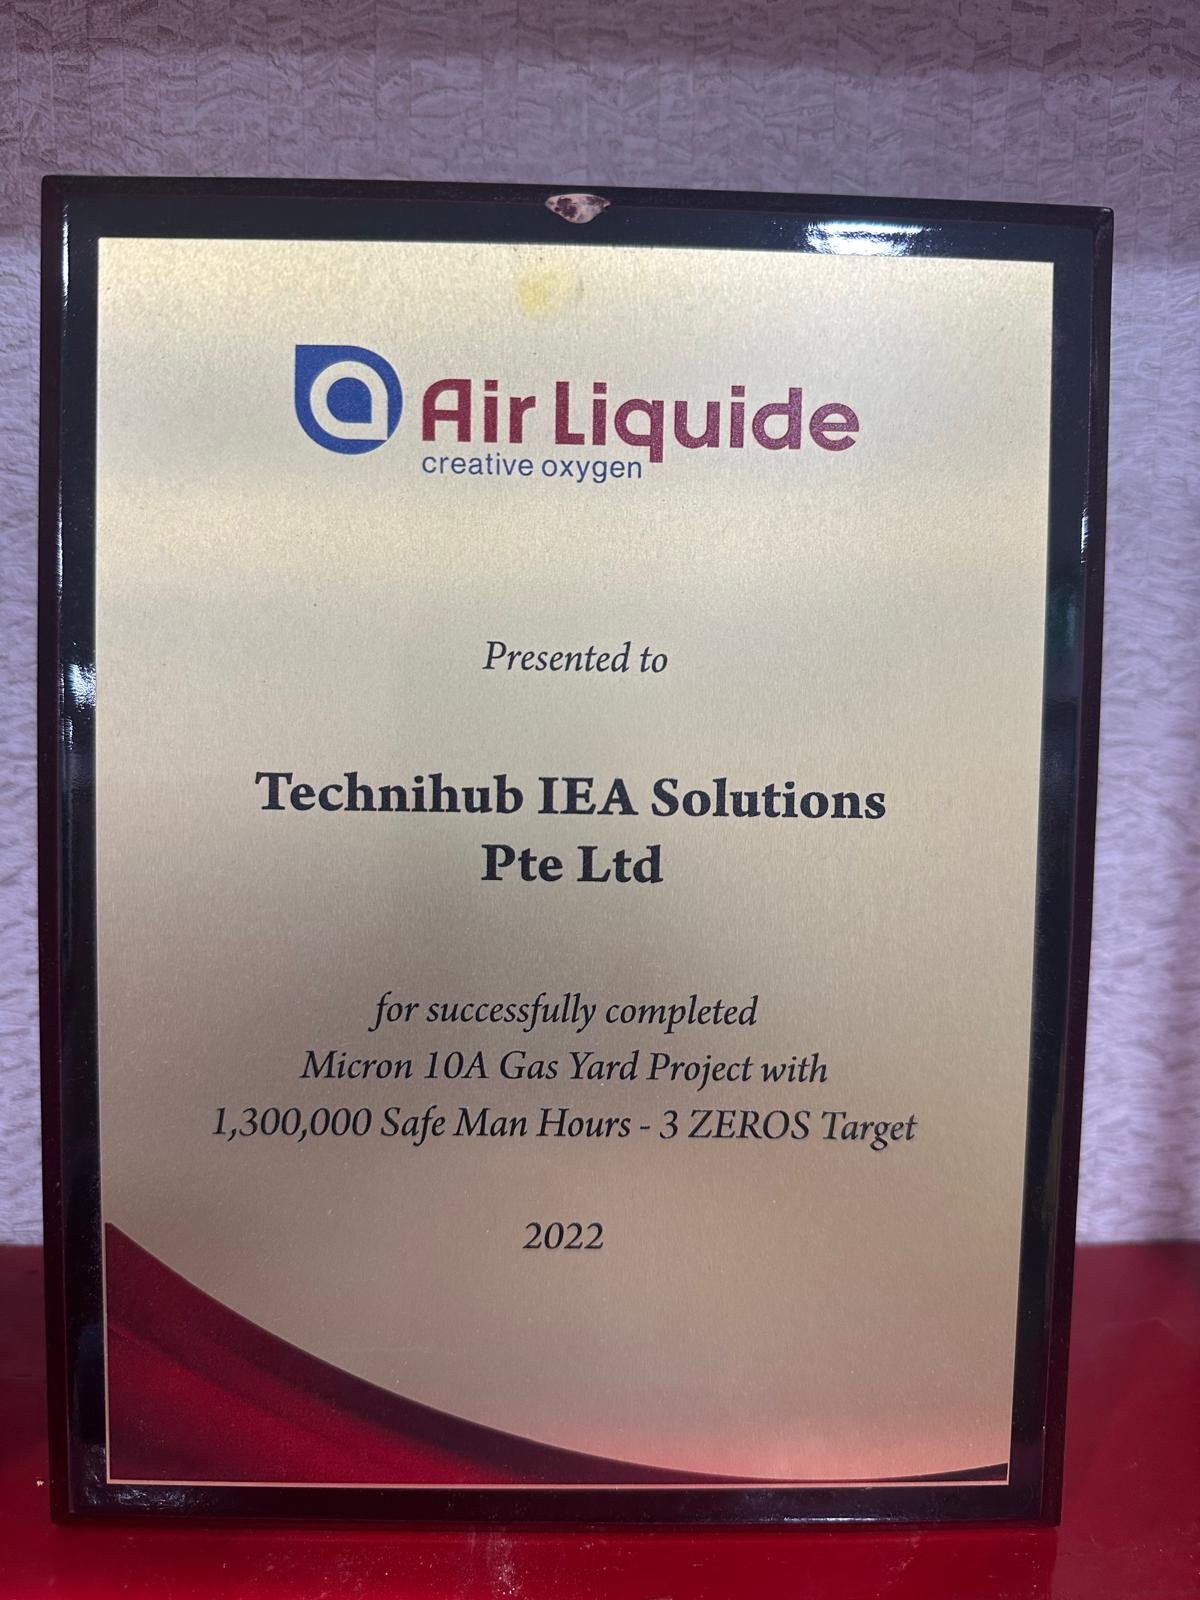 Air Liquide
creative oxygen
Presented to
Technihub IEA Solutions
Pte Ltd
for successfully completed
Micron 10A Gas Yard Project with
1,300,000 Safe Man Hours - 3 ZEROS Target
2022